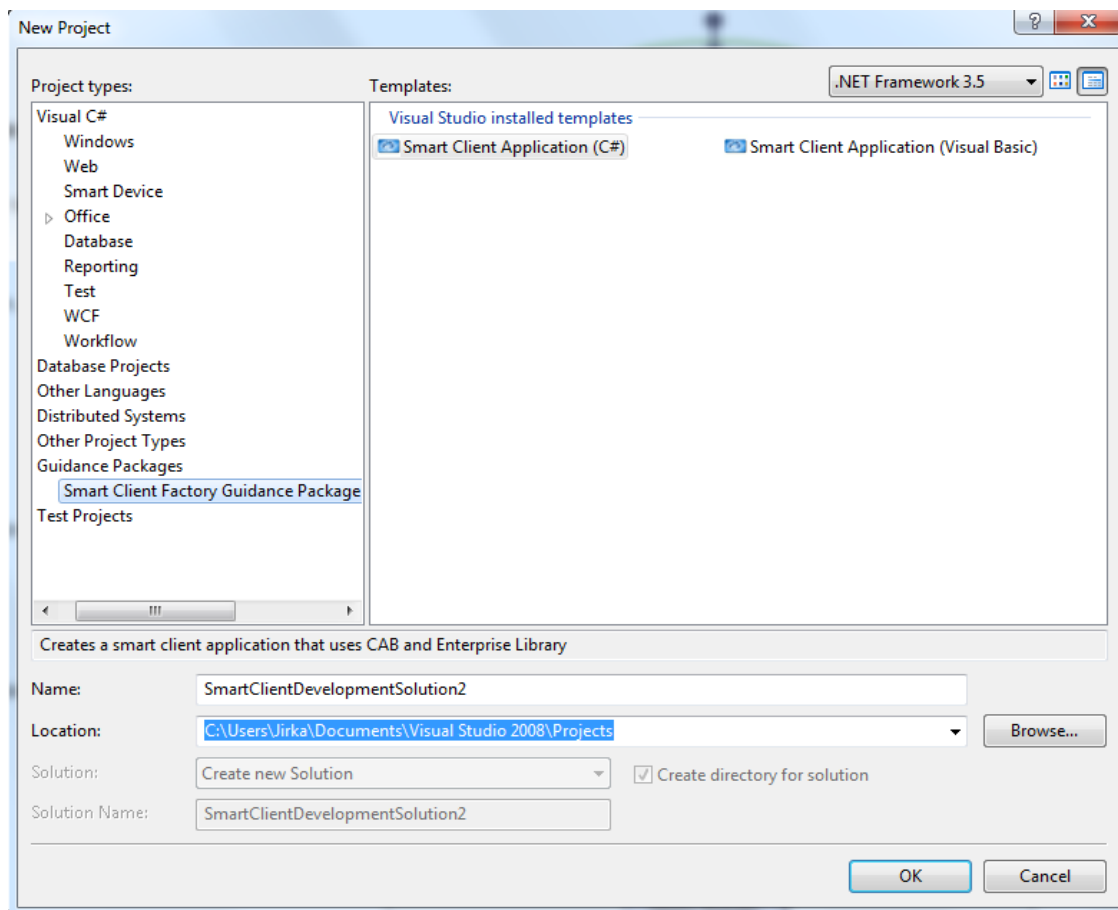 New Project
Project types:
Templates:
.NET Framework 3.5
Visual C#
Windows
Web
Smart Device
Office
Database
Reporting
Test
WCF
Workflow
Database Projects
Other Languages
Distributed Systems
Other Project Types
Guidance Packages
Smart Client Factory Guidance Package
Test Projects
Visual Studio installed templates
Smart Client Application (C#)
Smart Client Application (Visual Basic)
Creates a smart client application that uses CAB and Enterprise Library
Name:
SmartClientDevelopmentSolution2
Location:
C:\Users\Jirka\Documents\Visual Studio 2008\Projects
Browse...
Solution:
Create new Solution
Create directory for solution
Solution Name:
SmartClientDevelopmentSolution2
OK
Cancel